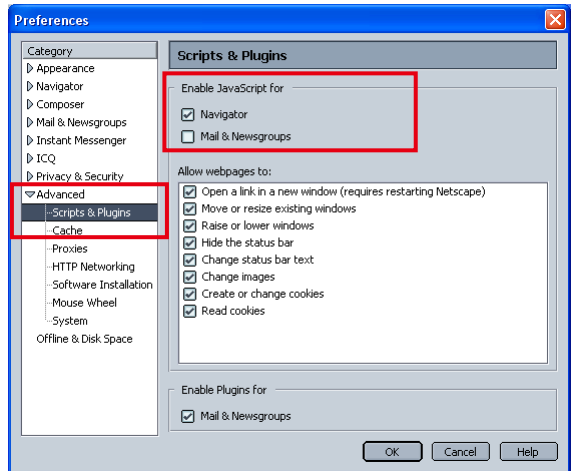 Preferences
Category
Appearance
Navigator
Composer
Mail & Newsgroups
Instant Messenger
ICQ
Privacy & Security
Advanced
Scripts & Plugins
Cache
Proxies
HTTP Networking
Software Installation
Mouse Wheel
System
Offline & Disk Space
Scripts & Plugins
Enable JavaScript for
Navigator
Mail & Newsgroups
Allow webpages to:
Open a link in a new window (requires restarting Netscape)
Move or resize existing windows
Raise or lower windows
Hide the status bar
Change status bar text
Change images
Create or change cookies
Read cookies
Enable Plugins for
Mail & Newsgroups
OK
Cancel
Help